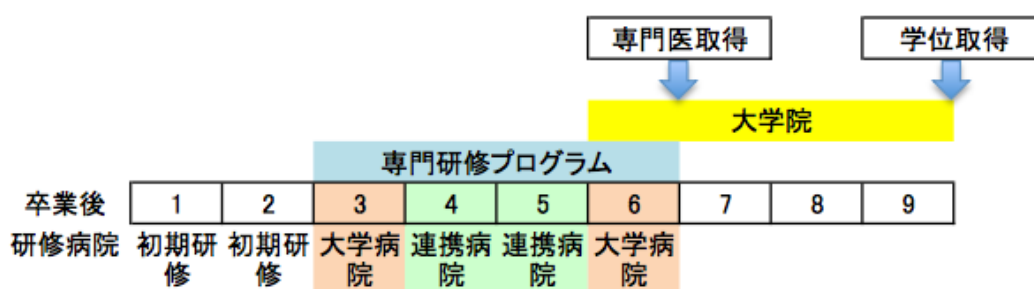 専門医取得 学位取得
大学院
専門研修プログラム
卒業後 1 2 3 4 5 6 7 8 9
研修病院 初期研修 初期研修 大学病院 連携病院 連携病院 大学病院